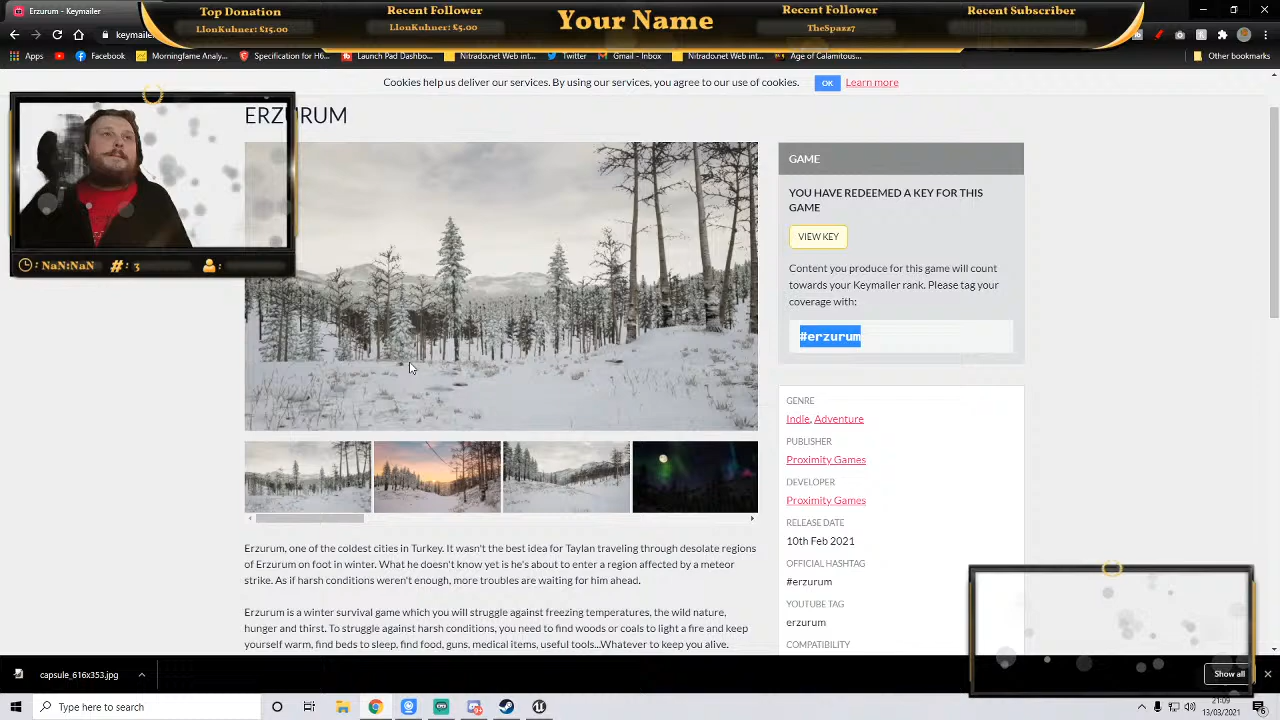 Erzurum - Keymailer
Top Donation
LIonKuhner: £15.00
Recent Follower
LIonKuhner: £5.00
Your Name
Recent Follower
TheSpazz7
Recent Subscriber
keymaile
Apps
Facebook
Morningfame Analy...
Specification for H6...
Launch Pad Dashbo...
Nitrado.net Web int...
Twitter
Gmail - Inbox
Nitrado.net Web int...
Age of Calamitous...
Other bookmarks
Cookies help us deliver our services. By using our services, you agree to our use of cookies.
OK
Learn more
ERZURUM
: NaN:NaN
#: 3
:
GAME
YOU HAVE REDEEMED A KEY FOR THIS
GAME
VIEW KEY
Content you produce for this game will count
towards your Keymailer rank. Please tag your
coverage with:
#erzurum
GENRE
Indie, Adventure
PUBLISHER
Proximity Games
DEVELOPER
Proximity Games
RELEASE DATE
10th Feb 2021
OFFICIAL HASHTAG
#erzurum
YOUTUBE TAG
erzurum
COMPATIBILITY
Erzurum, one of the coldest cities in Turkey. It wasn't the best idea for Taylan traveling through desolate regions
of Erzurum on foot in winter. What he doesn't know yet is he's about to enter a region affected by a meteor
strike. As if harsh conditions weren't enough, more troubles are waiting for him ahead.
Erzurum is a winter survival game which you will struggle against freezing temperatures, the wild nature,
hunger and thirst. To struggle against harsh conditions, you need to find woods or coals to light a fire and keep
yourself warm, find beds to sleep, find food, guns, medical items, useful tools...Whatever to keep you alive.
capsule_616x353.jpg
Show all
Type here to search
21:09
13/03/2021